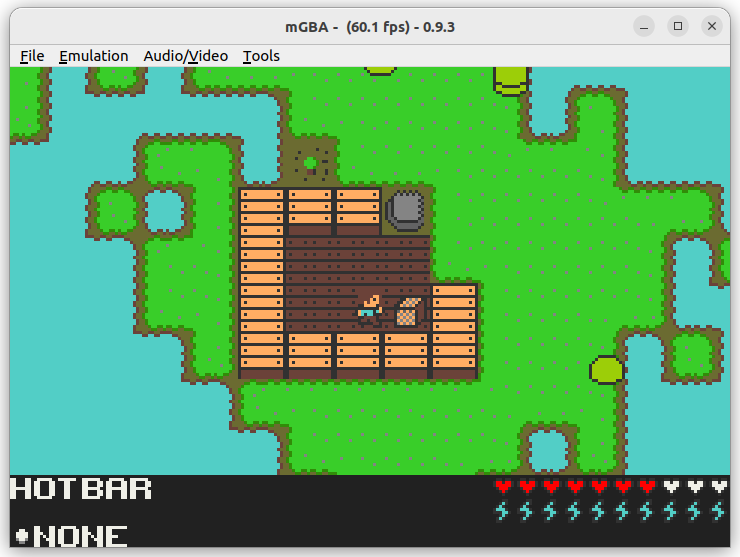 mGBA - (60.1 fps) - 0.9.3
File Emulation Audio/Video Tools
HOTBAR
NONE